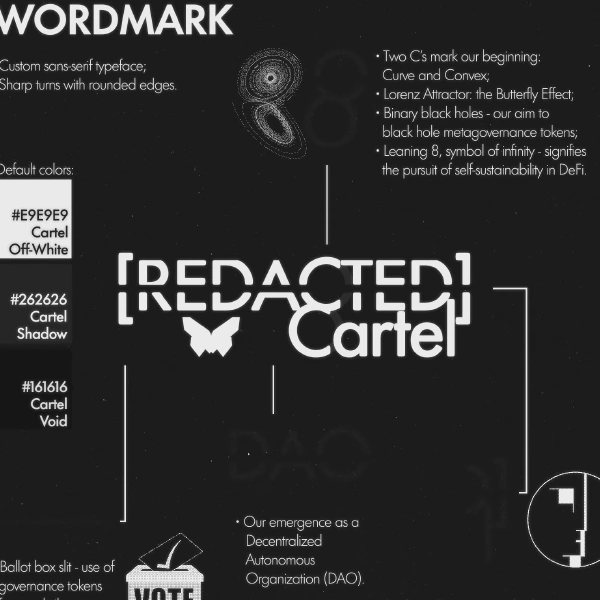 WORDMARK
Custom sans-serif typeface;
Sharp turns with rounded edges.
• Two C's mark our beginning:
Curve and Convex;
• Lorenz Attractor: the Butterfly Effect;
• Binary black holes - our aim to
black hole metagovernance tokens;
• Leaning 8, symbol of infinity - signifies
the pursuit of self-sustainability in DeFi.
Default colors:
#E9E9E9
Cartel
Off-White
#262626
Cartel
Shadow
#161616
Cartel
Void
[REDACTED]
Cartel
DAO
• Our emergence as a
Decentralized
Autonomous
Organization (DAO).
Ballot box slit - use of
governance tokens
VOTE